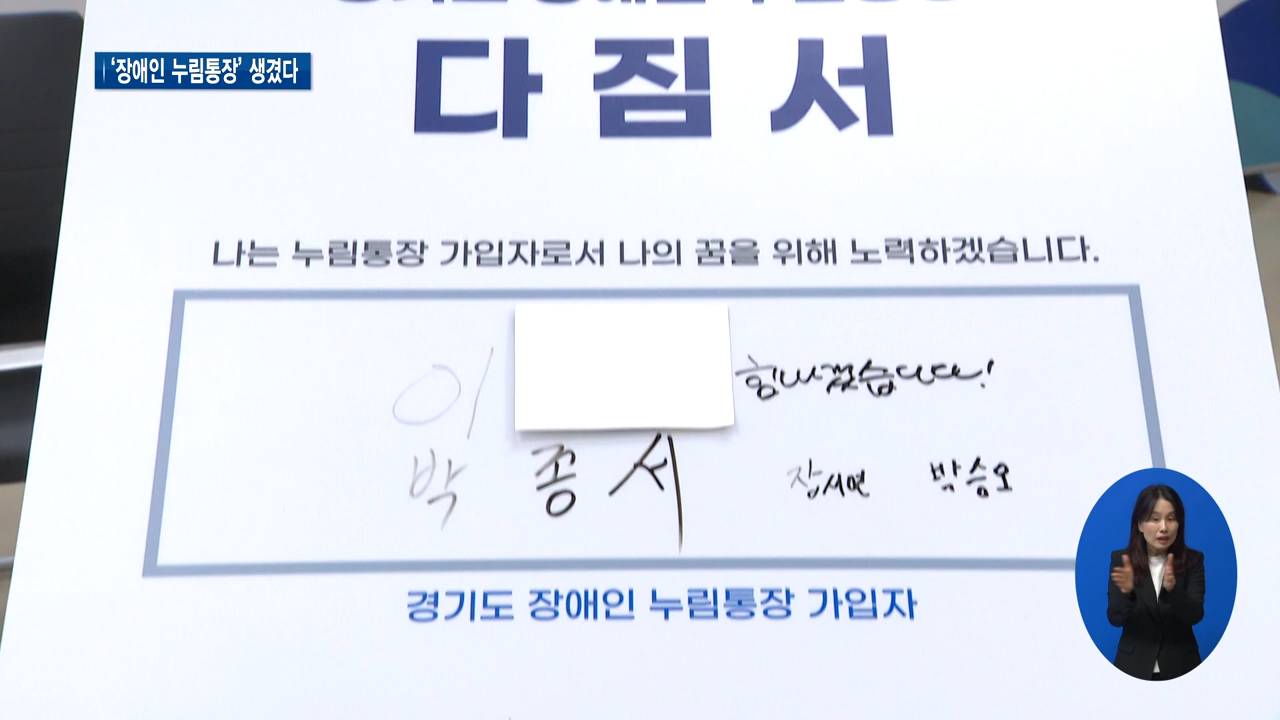 '장애인 누림통장' 생겼다
다 짐 서
나는 누림통장 가입자로서 나의 꿈을 위해 노력하겠습니다.
이 힘내겠습니다!
박 종 서 장서연 박승오
경기도 장애인 누림통장 가입자